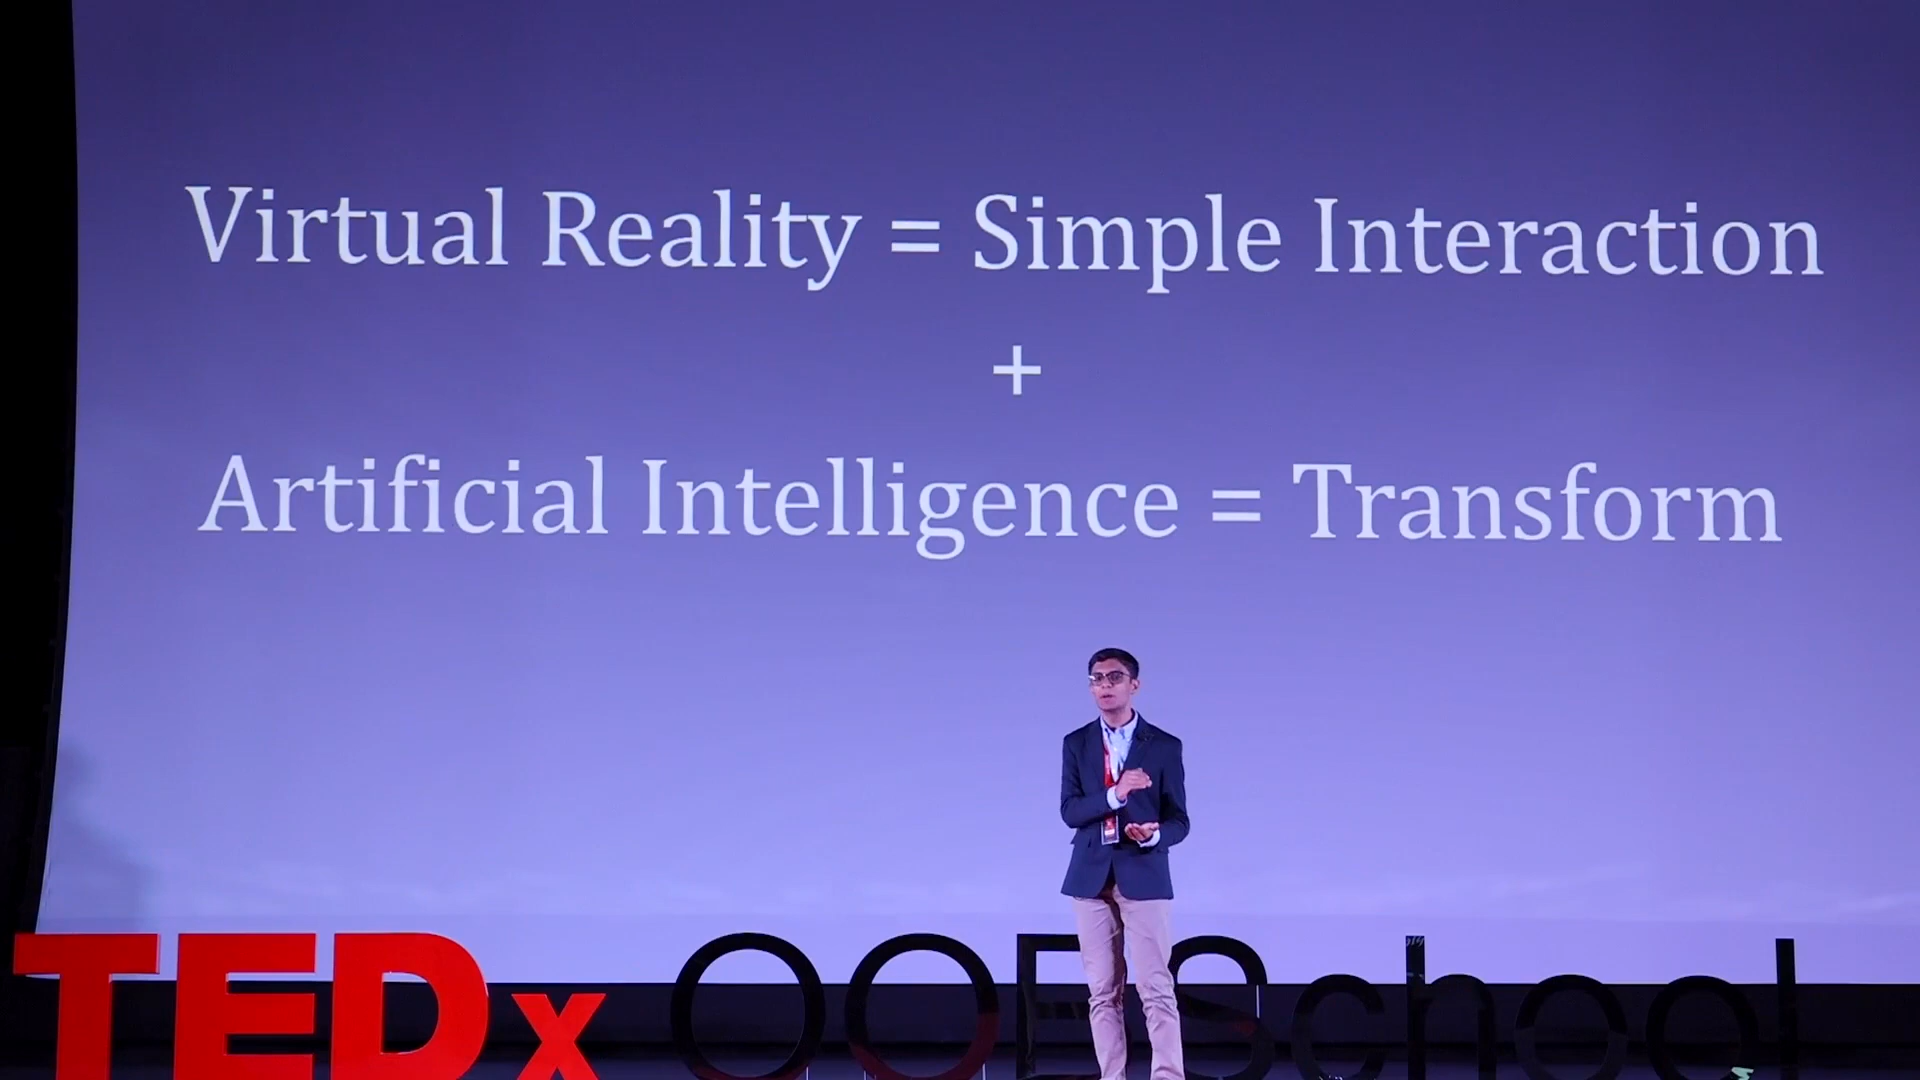 Virtual Reality = Simple Interaction
+
Artificial Intelligence = Transform
TEDx OOBSchool